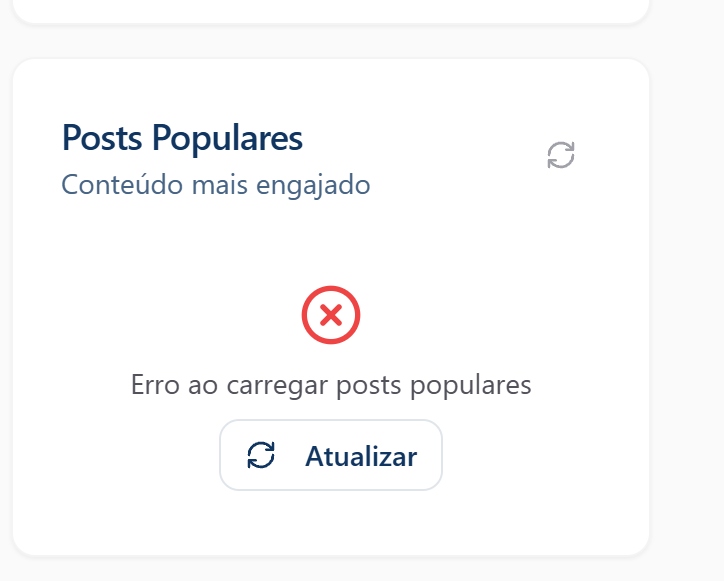 Posts Populares
Conteúdo mais engajado
Erro ao carregar posts populares
Atualizar